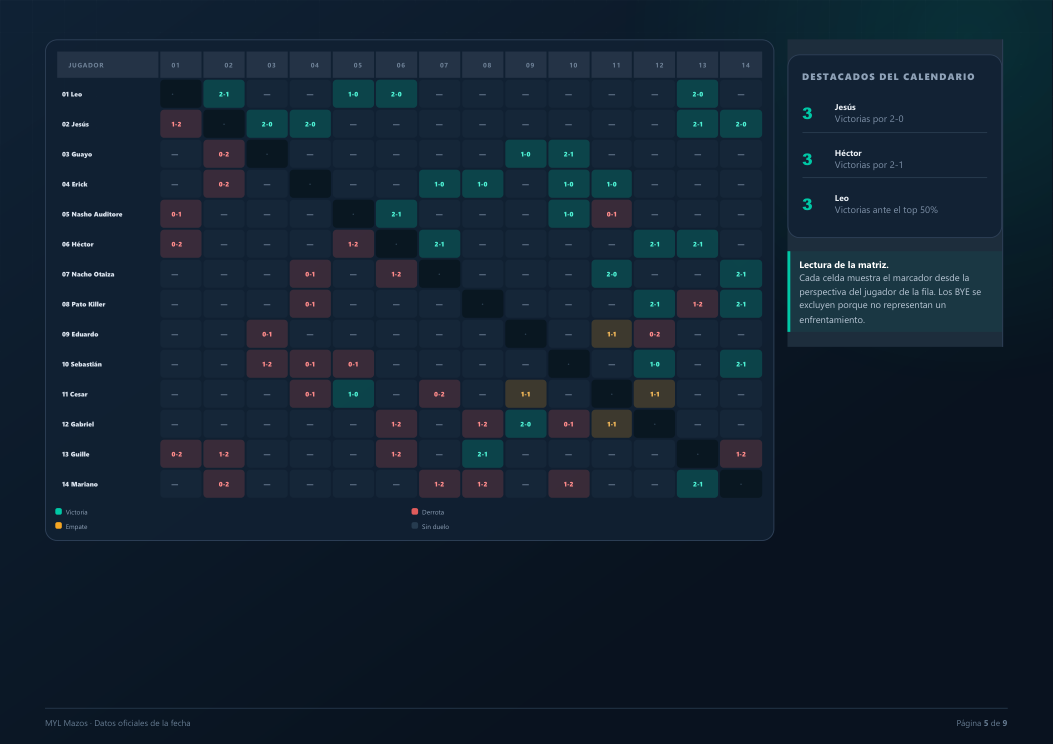 JUGADOR 01 02 03 04 05 06 07 08 09 10 11 12 13 14
01 Leo · 2-1 — — 1-0 2-0 — — — — — — 2-0 —
02 Jesús 1-2 · 2-0 2-0 — — — — — — — — 2-1 2-0
03 Guayo — 0-2 · — — — — — 1-0 2-1 — — — —
04 Erick — 0-2 — · — — 1-0 1-0 — 1-0 1-0 — — —
05 Nasho Auditore 0-1 — — — · 2-1 — — — 1-0 0-1 — — —
06 Héctor 0-2 — — — 1-2 · 2-1 — — — — 2-1 2-1 —
07 Nacho Otaiza — — — 0-1 — 1-2 · — — — 2-0 — — 2-1
08 Pato Killer — — — 0-1 — — — · — — — 2-1 1-2 2-1
09 Eduardo — — 0-1 — — — — — · — 1-1 0-2 — —
10 Sebastián — — 1-2 0-1 0-1 — — — — · — 1-0 — 2-1
11 Cesar — — — 0-1 1-0 — 0-2 — 1-1 — · 1-1 — —
12 Gabriel — — — — — 1-2 — 1-2 2-0 0-1 1-1 · — —
13 Guille 0-2 1-2 — — — 1-2 — 2-1 — — — — · 1-2
14 Mariano — 0-2 — — — — 1-2 1-2 — 1-2 — — 2-1 ·
Victoria
Derrota
Empate
Sin duelo
DESTACADOS DEL CALENDARIO
3 Jesús
Victorias por 2-0
3 Héctor
Victorias por 2-1
3 Leo
Victorias ante el top 50%
Lectura de la matriz.
Cada celda muestra el marcador desde la
perspectiva del jugador de la fila. Los BYE se
excluyen porque no representan un
enfrentamiento.
MYL Mazos · Datos oficiales de la fecha
Página 5 de 9